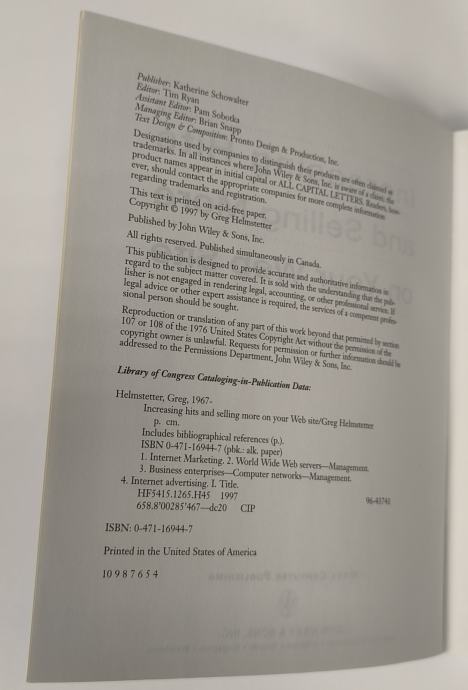 Publisher: Katherine Schowalter
Editor: Tim Ryan
Assistant Editor: Pam Sobotka
Managing Editor: Brian Snapp
Text Design & Composition: Pronto Design & Production, Inc.
Designations used by companies to distinguish their products are often claimed as
trademarks. In all instances where John Wiley & Sons, Inc. is aware of a claim, the
product names appear in initial capital or ALL CAPITAL LETTERS. Readers, how-
ever, should contact the appropriate companies for more complete information
regarding trademarks and registration.
This text is printed on acid-free paper.
Copyright © 1997 by Greg Helmstetter
Published by John Wiley & Sons, Inc.
All rights reserved. Published simultaneously in Canada.
This publication is designed to provide accurate and authoritative information in
regard to the subject matter covered. It is sold with the understanding that the pub-
lisher is not engaged in rendering legal, accounting, or other professional service. If
legal advice or other expert assistance is required, the services of a competent profes-
sional person should be sought.
Reproduction or translation of any part of this work beyond that permitted by section
107 or 108 of the 1976 United States Copyright Act without the permission of the
copyright owner is unlawful. Requests for permission or further information should be
addressed to the Permissions Department, John Wiley & Sons, Inc.
Library of Congress Cataloging-in-Publication Data:
Helmstetter, Greg, 1967-
Increasing hits and selling more on your Web site/Greg Helmstetter
p. cm.
Includes bibliographical references (p.).
ISBN 0-471-16944-7 (pbk.: alk. paper)
1. Internet Marketing. 2. World Wide Web servers—Management.
3. Business enterprises—Computer networks—Management.
4. Internet advertising. I. Title.
HF5415.1265.H45 1997
658.8'00285'467—dc20 CIP
ISBN: 0-471-16944-7
Printed in the United States of America
10 9 8 7 6 5 4